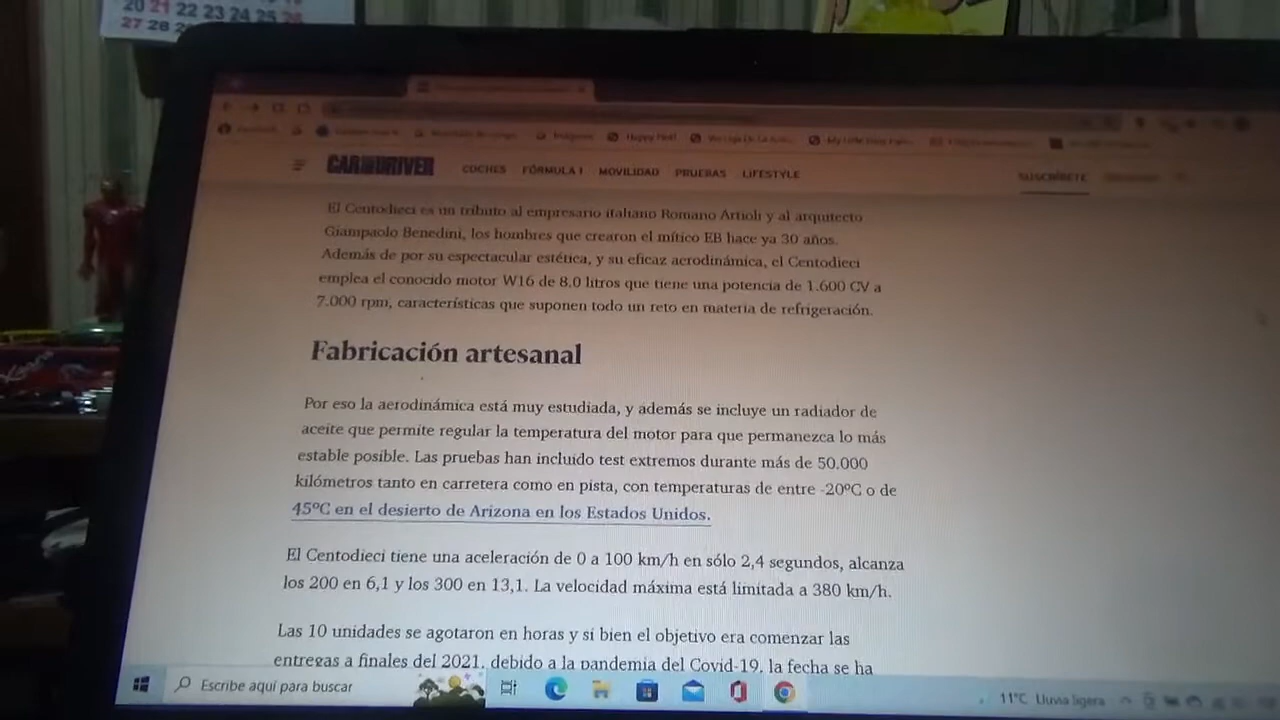 20 21 22 23 24 25 26
27 28
CAR AND DRIVER COCHES FÓRMULA 1 MOVILIDAD PRUEBAS LIFESTYLE SUSCRÍBETE
El Centodieci es un tributo al empresario italiano Romano Artioli y al arquitecto
Giampaolo Benedini, los hombres que crearon el mítico EB hace ya 30 años.
Además de por su espectacular estética, y su eficaz aerodinámica, el Centodieci
emplea el conocido motor W16 de 8.0 litros que tiene una potencia de 1.600 CV a
7.000 rpm, características que suponen todo un reto en materia de refrigeración.
Fabricación artesanal
Por eso la aerodinámica está muy estudiada, y además se incluye un radiador de
aceite que permite regular la temperatura del motor para que permanezca lo más
estable posible. Las pruebas han incluido test extremos durante más de 50.000
kilómetros tanto en carretera como en pista, con temperaturas de entre -20ºC o de
45ºC en el desierto de Arizona en los Estados Unidos.
El Centodieci tiene una aceleración de 0 a 100 km/h en sólo 2,4 segundos, alcanza
los 200 en 6,1 y los 300 en 13,1. La velocidad máxima está limitada a 380 km/h.
Las 10 unidades se agotaron en horas y si bien el objetivo era comenzar las
entregas a finales del 2021, debido a la pandemia del Covid-19, la fecha se ha
Escribe aquí para buscar 11°C Lluvia ligera